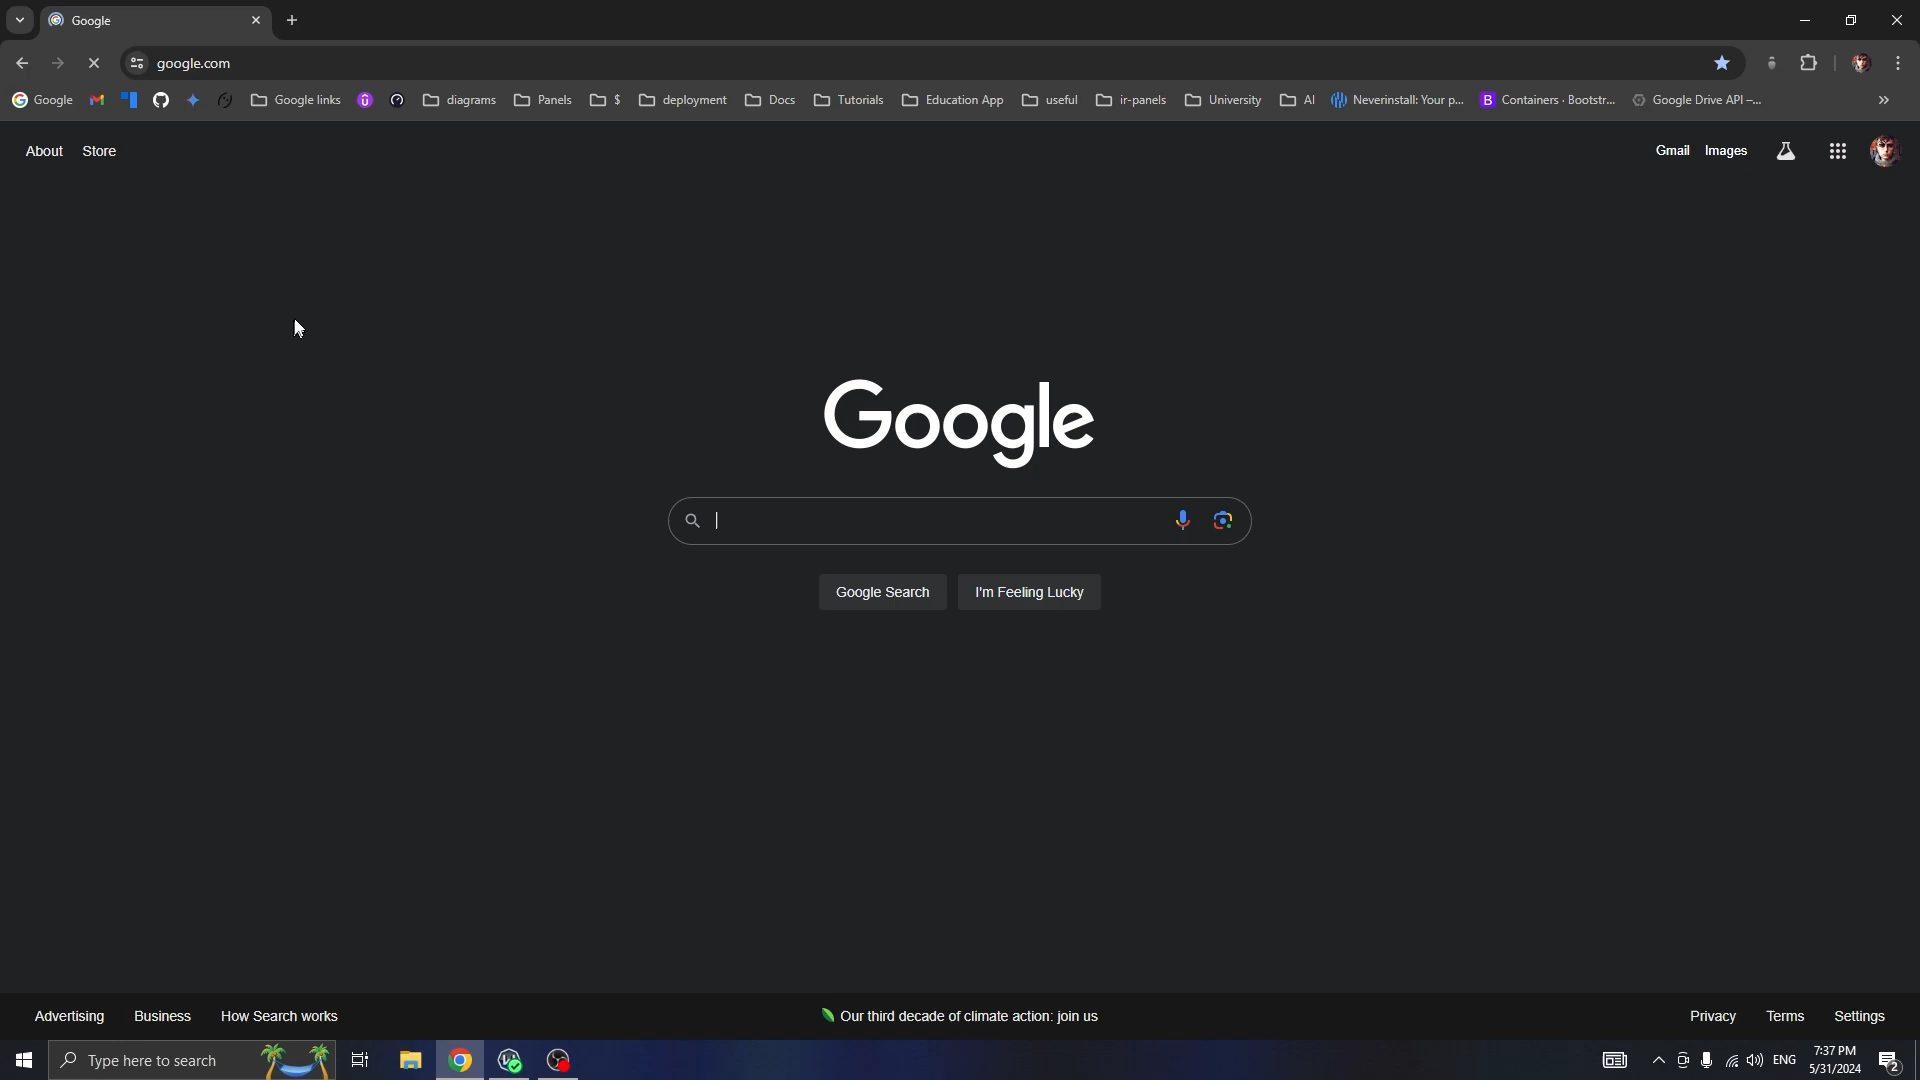 Google
google.com
Google
Google links
diagrams
Panels
$
deployment
Docs
Tutorials
Education App
useful
ir-panels
University
AI
Neverinstall: Your p...
B Containers · Bootstr...
Google Drive API –...
About
Store
Gmail
Images
Google
Google Search
I'm Feeling Lucky
Advertising
Business
How Search works
Our third decade of climate action: join us
Privacy
Terms
Settings
Type here to search
ENG
7:37 PM
5/31/2024
2